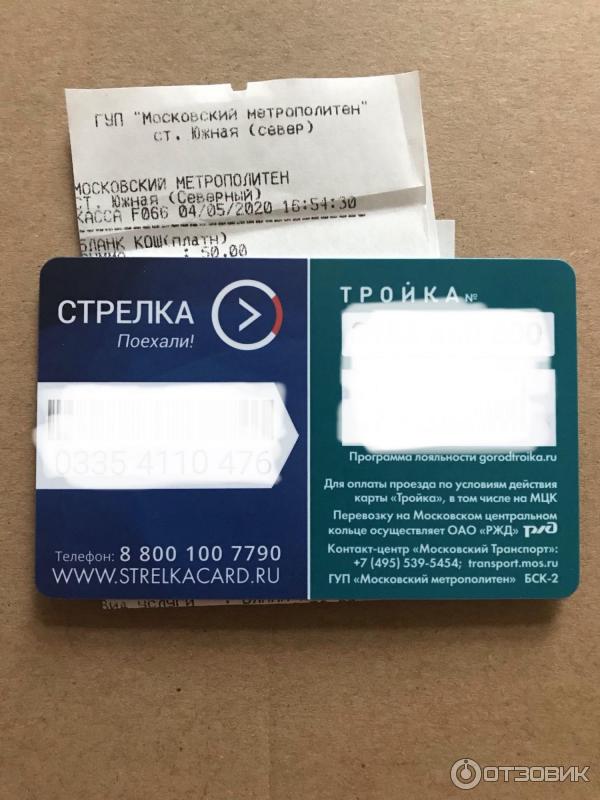 ГУП "Московский метрополитен"
ст. Южная (север)
МОСКОВСКИЙ МЕТРОПОЛИТЕН
СТ. Южная (Северный)
КАССА F066 04/05/2020 16:54:30
БЛАНК КОШ(платн)
: 50.00
СТРЕЛКА
Поехали!
0335 4110 476
Телефон: 8 800 100 7790
WWW.STRELKACARD.RU
ТРОЙКА №
Программа лояльности gorodtroika.ru
Для оплаты проезда по условиям действия
карты «Тройка», в том числе на МЦК
Перевозку на Московском центральном
кольце осуществляет ОАО «РЖД» РЖД
Контакт-центр «Московский Транспорт»:
+7 (495) 539-5454; transport.mos.ru
ГУП «Московский метрополитен» БСК-2
ОТЗОВИК